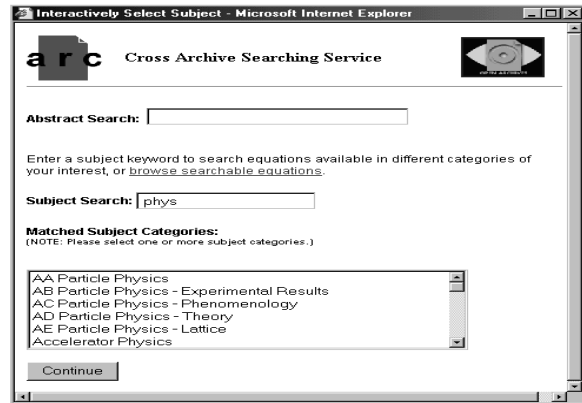 Interactively Select Subject - Microsoft Internet Explorer
arc
Cross Archive Searching Service
OPEN ARCHIVES
Abstract Search:
Enter a subject keyword to search equations available in different categories of
your interest, or browse searchable equations.
Subject Search: phys
Matched Subject Categories:
(NOTE: Please select one or more subject categories.)
AA Particle Physics
AB Particle Physics - Experimental Results
AC Particle Physics - Phenomenology
AD Particle Physics - Theory
AE Particle Physics - Lattice
Accelerator Physics
Continue